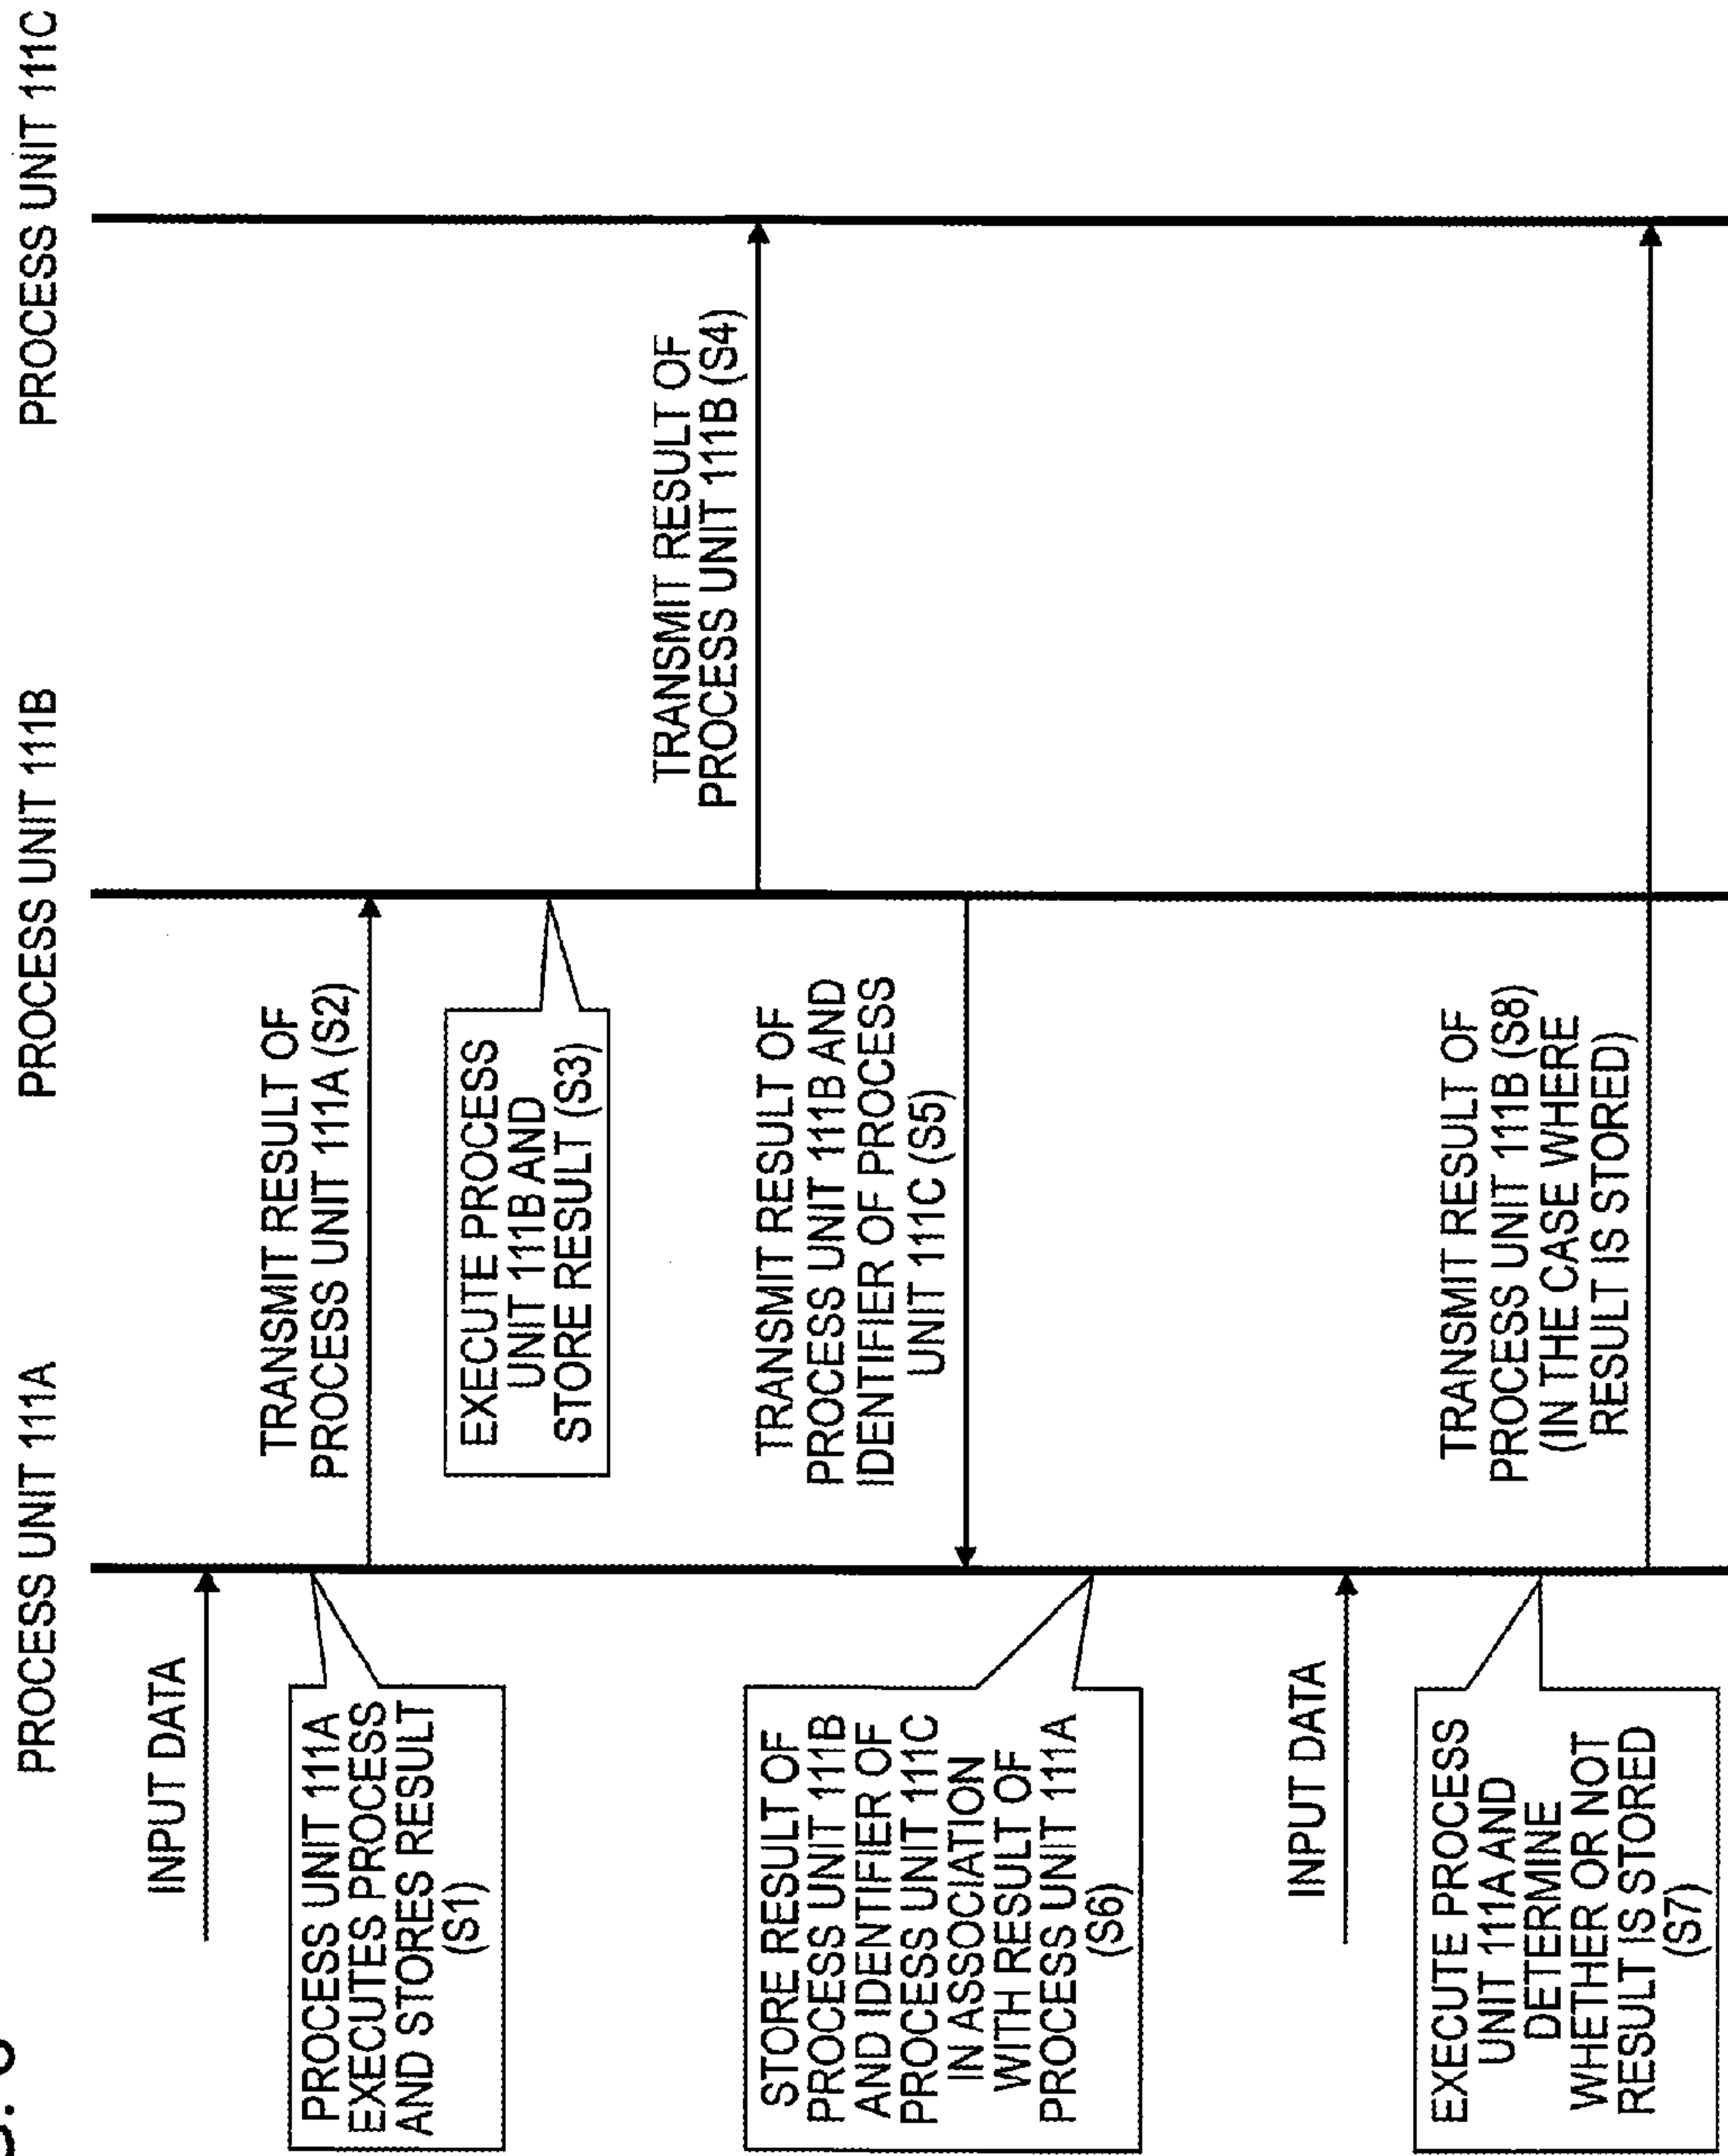 PROCESS UNIT 111A
PROCESS UNIT 111B
PROCESS UNIT 111C
INPUT DATA
PROCESS UNIT 111A
EXECUTES PROCESS
AND STORES RESULT
(S1)
TRANSMIT RESULT OF
PROCESS UNIT 111A (S2)
EXECUTE PROCESS
UNIT 111B AND
STORE RESULT (S3)
TRANSMIT RESULT OF
PROCESS UNIT 111B (S4)
TRANSMIT RESULT OF
PROCESS UNIT 111B AND
IDENTIFIER OF PROCESS
UNIT 111C (S5)
STORE RESULT OF
PROCESS UNIT 111B
AND IDENTIFIER OF
PROCESS UNIT 111C
IN ASSOCIATION
WITH RESULT OF
PROCESS UNIT 111A
(S6)
INPUT DATA
EXECUTE PROCESS
UNIT 111A AND
DETERMINE
WHETHER OR NOT
RESULT IS STORED
(S7)
TRANSMIT RESULT OF
PROCESS UNIT 111B (S8)
(IN THE CASE WHERE
RESULT IS STORED)